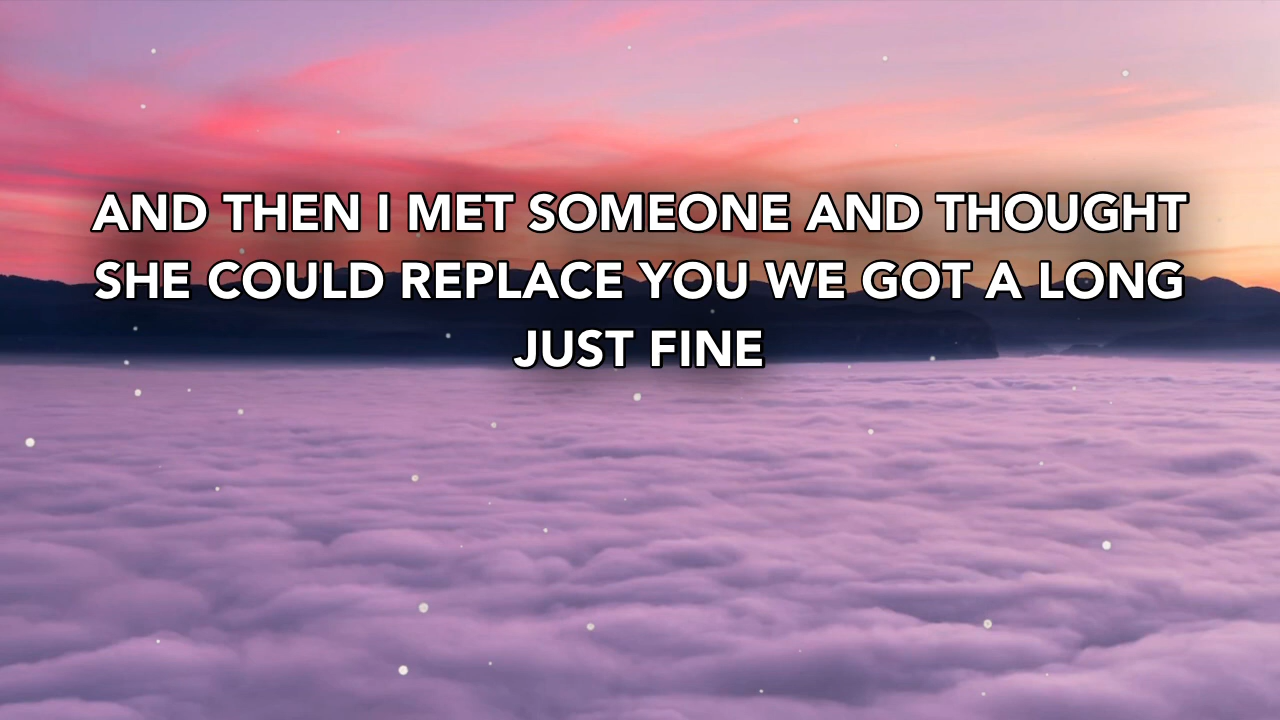 AND THEN I MET SOMEONE AND THOUGHT
SHE COULD REPLACE YOU WE GOT A LONG
JUST FINE